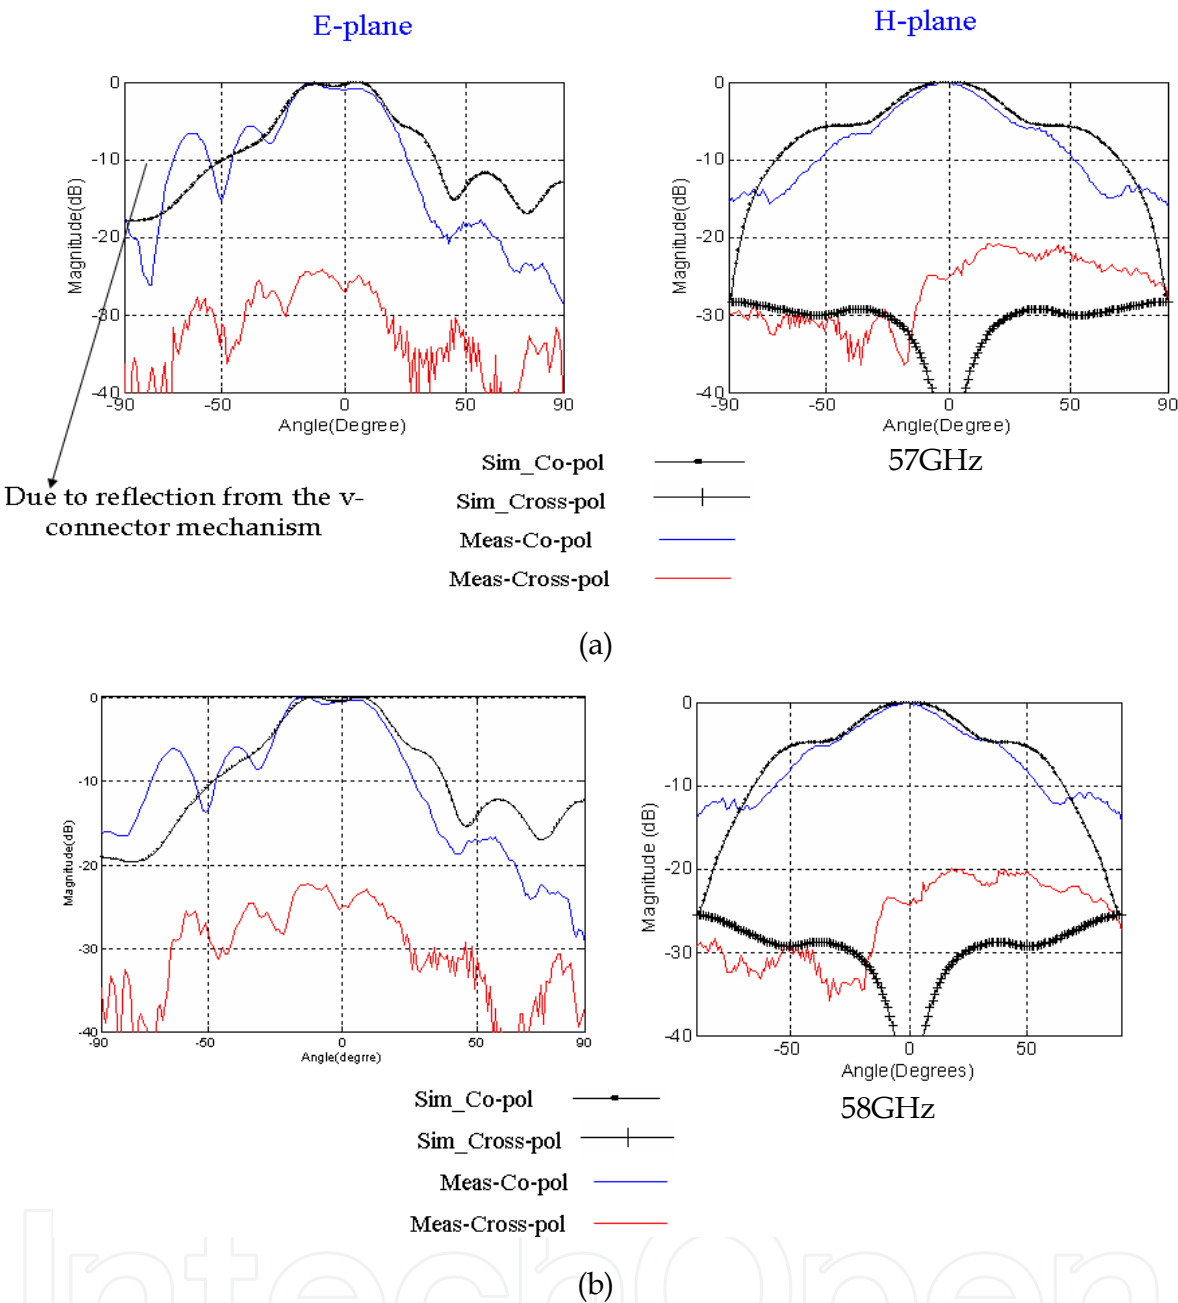 E-plane
H-plane
0
-10
-20
-30
-40
Magnitude(dB)
-90
-50
0
50
90
Angle(Degree)
0
-10
-20
-30
-40
Magnitude(dB)
-90
-50
0
50
90
Angle(Degree)
57GHz
Due to reflection from the v-
connector mechanism
Sim_Co-pol
Sim_Cross-pol
Meas-Co-pol
Meas-Cross-pol
(a)
0
-10
-20
-30
-40
Magnitude(dB)
-90
-50
0
50
90
Angle(degrre)
0
-10
-20
-30
-40
Magnitude (dB)
-50
0
50
Angle(Degrees)
58GHz
Sim_Co-pol
Sim_Cross-pol
Meas-Co-pol
Meas-Cross-pol
IntechOpen
(b)